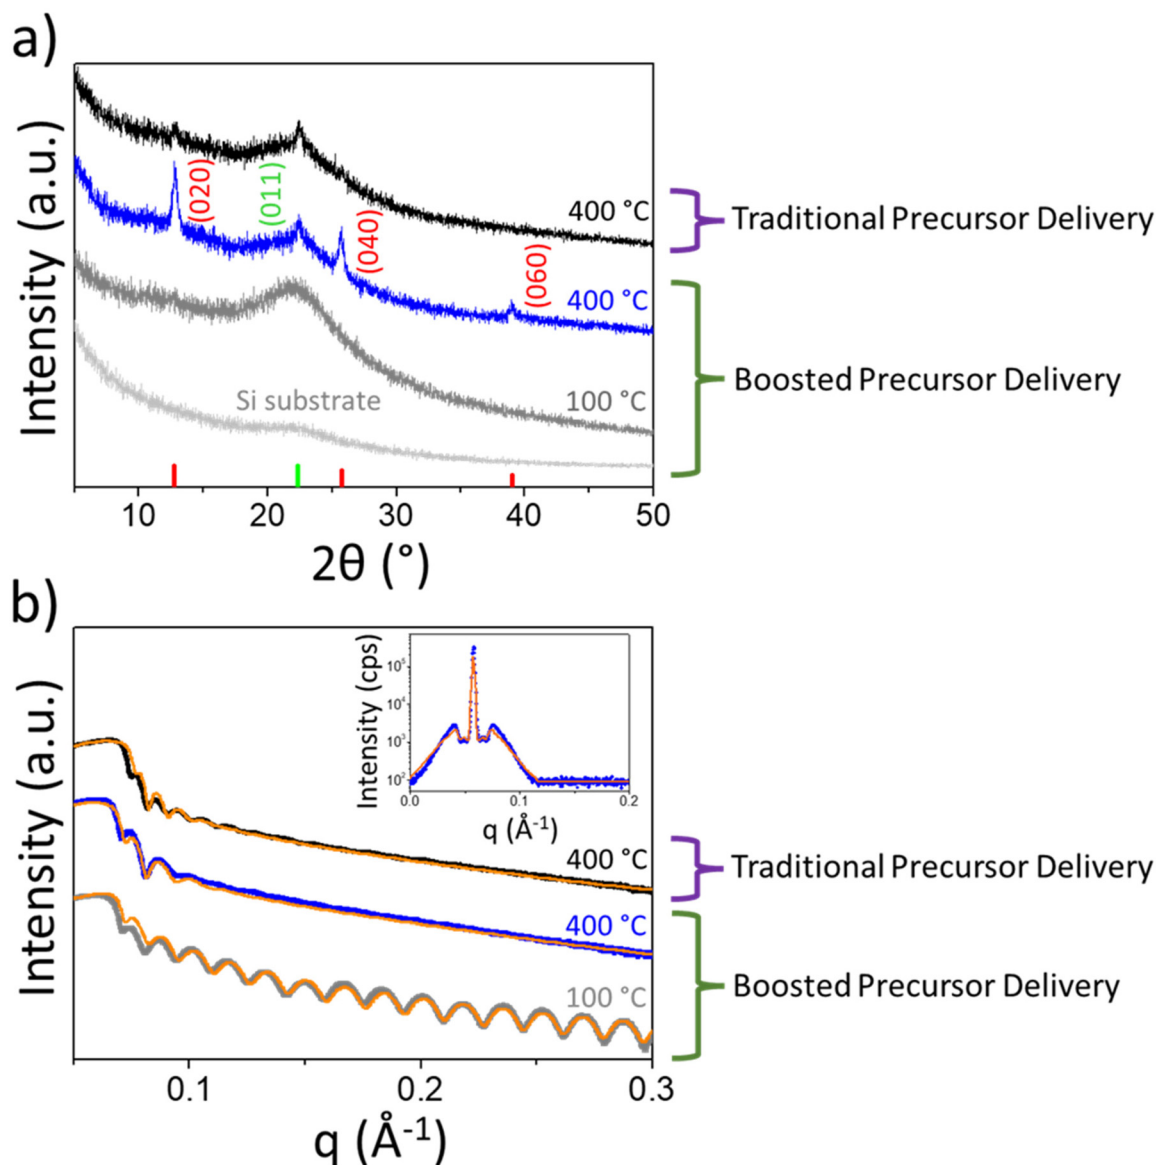 a)
Intensity (a.u.)
(020)
(011)
(040)
(060)
400 °C
400 °C
100 °C
Si substrate
Traditional Precursor Delivery
Boosted Precursor Delivery
10 20 30 40 50
2θ (°)
b)
Intensity (a.u.)
Intensity (cps)
10⁵
10⁴
10³
10²
0.0 0.1 0.2
q (Å⁻¹)
400 °C
400 °C
100 °C
Traditional Precursor Delivery
Boosted Precursor Delivery
0.1 0.2 0.3
q (Å⁻¹)